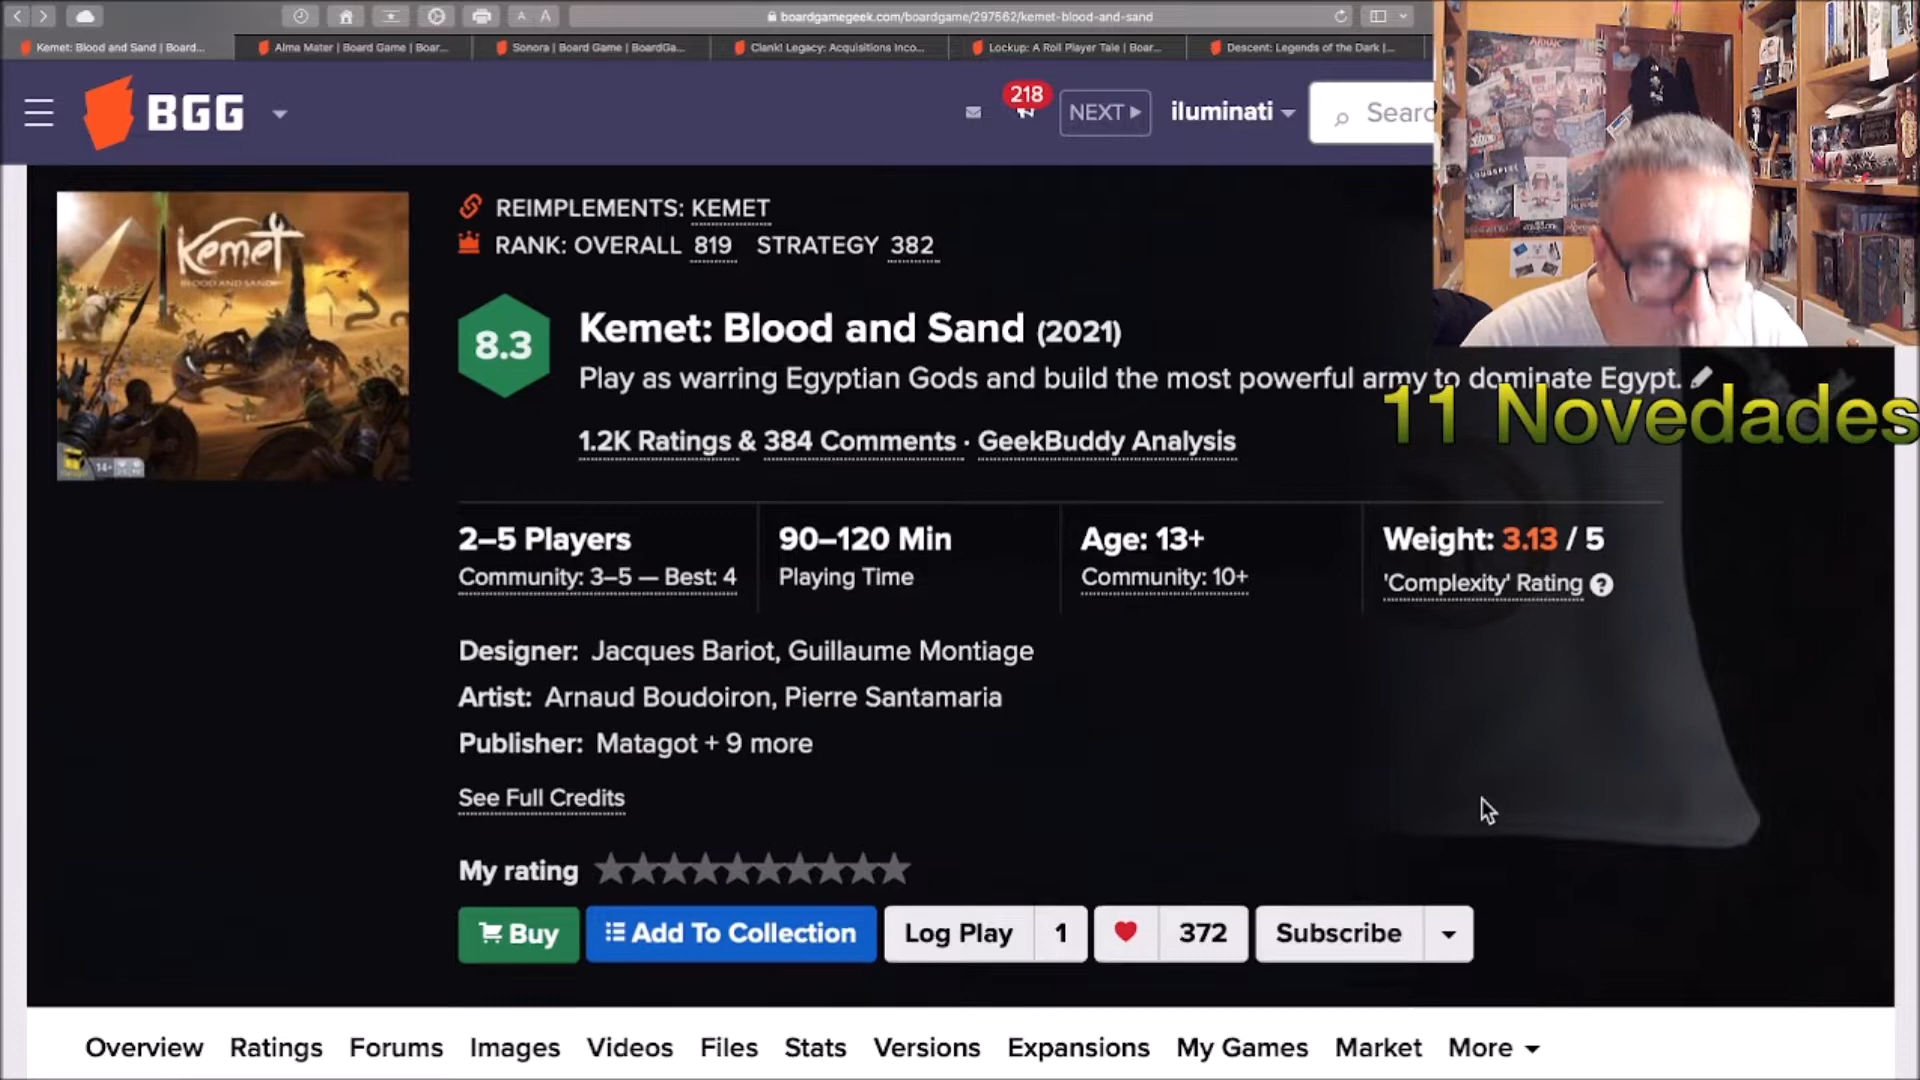 boardgamegeek.com/boardgame/297562/kemet-blood-and-sand
Kemet: Blood and Sand | Board...
Alma Mater | Board Game | Boar...
Sonora | Board Game | BoardGa...
Clank! Legacy: Acquisitions Inco...
Lockup: A Roll Player Tale | Boar...
Descent: Legends of the Dark |...
BGG
218
NEXT
iluminati
Searc
Kemet
BLOOD AND SAND
14+
REIMPLEMENTS: KEMET
RANK: OVERALL 819 STRATEGY 382
8.3
Kemet: Blood and Sand (2021)
Play as warring Egyptian Gods and build the most powerful army to dominate Egypt.
11 Novedades
1.2K Ratings & 384 Comments · GeekBuddy Analysis
2–5 Players
Community: 3–5 — Best: 4
90–120 Min
Playing Time
Age: 13+
Community: 10+
Weight: 3.13 / 5
'Complexity' Rating ?
Designer: Jacques Bariot, Guillaume Montiage
Artist: Arnaud Boudoiron, Pierre Santamaria
Publisher: Matagot + 9 more
See Full Credits
My rating
Buy
Add To Collection
Log Play 1
372
Subscribe
Overview Ratings Forums Images Videos Files Stats Versions Expansions My Games Market More